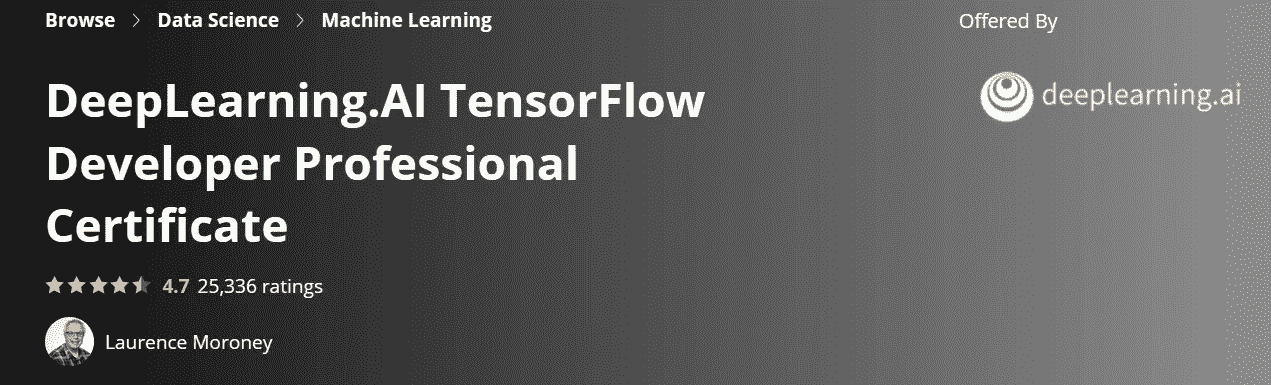 Browse > Data Science > Machine Learning
Offered By
deeplearning.ai
DeepLearning.AI TensorFlow
Developer Professional
Certificate
4.7 25,336 ratings
Laurence Moroney